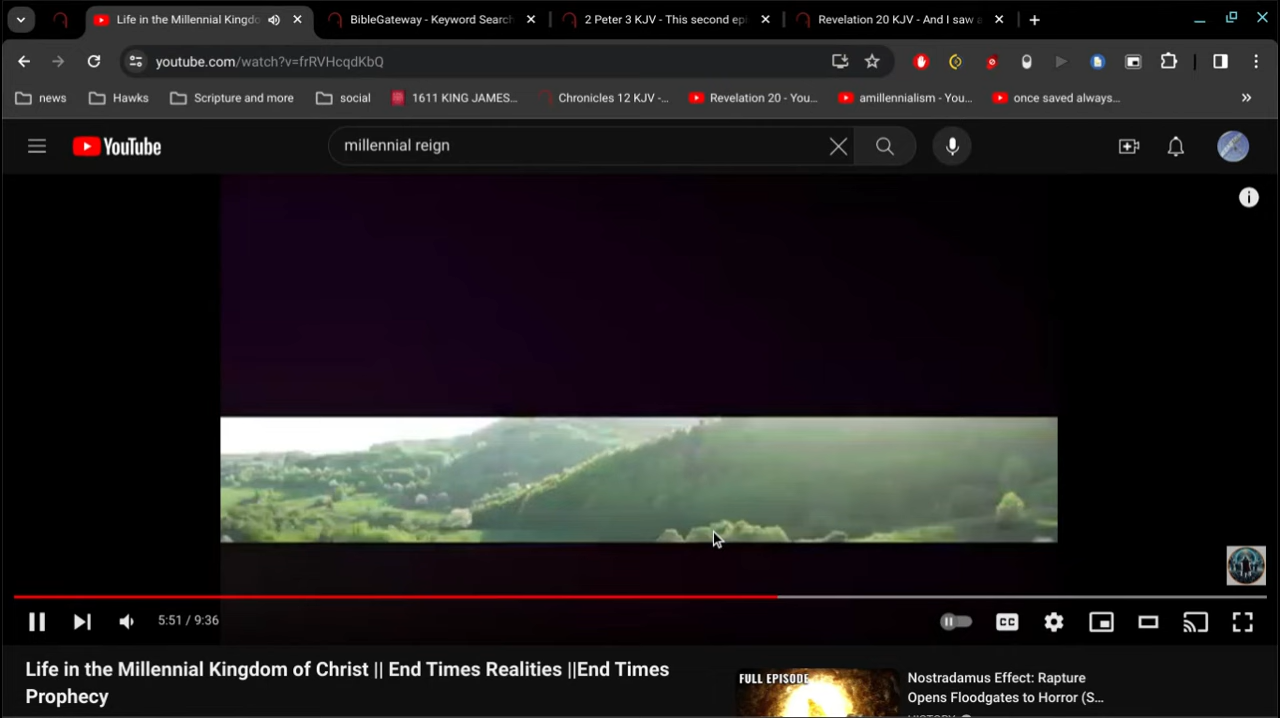 Life in the Millennial Kingdo
BibleGateway - Keyword Search
2 Peter 3 KJV - This second epi
Revelation 20 KJV - And I saw a
youtube.com/watch?v=frRVHcqdKbQ
news
Hawks
Scripture and more
social
1611 KING JAMES...
Chronicles 12 KJV -...
Revelation 20 - You...
amillennialism - You...
once saved always...
YouTube
millennial reign
5:51 / 9:36
CC
Life in the Millennial Kingdom of Christ || End Times Realities ||End Times
Prophecy
FULL EPISODE
Nostradamus Effect: Rapture
Opens Floodgates to Horror (S...
HISTORY